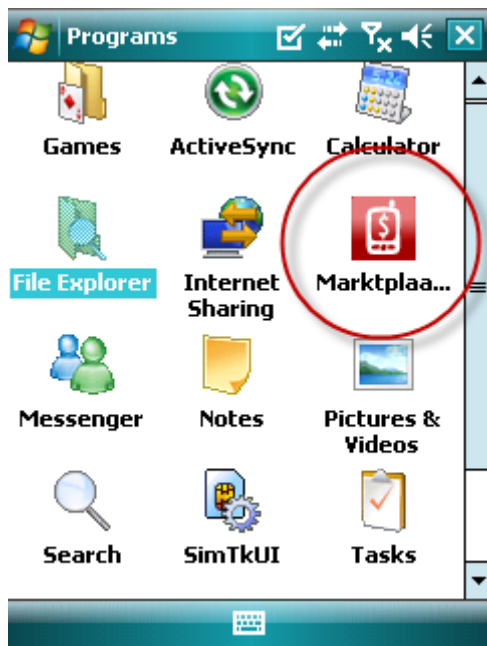 Programs
Games ActiveSync Calculator
File Explorer Internet Sharing Marktplaa...
Messenger Notes Pictures & Videos
Search SimTkUI Tasks